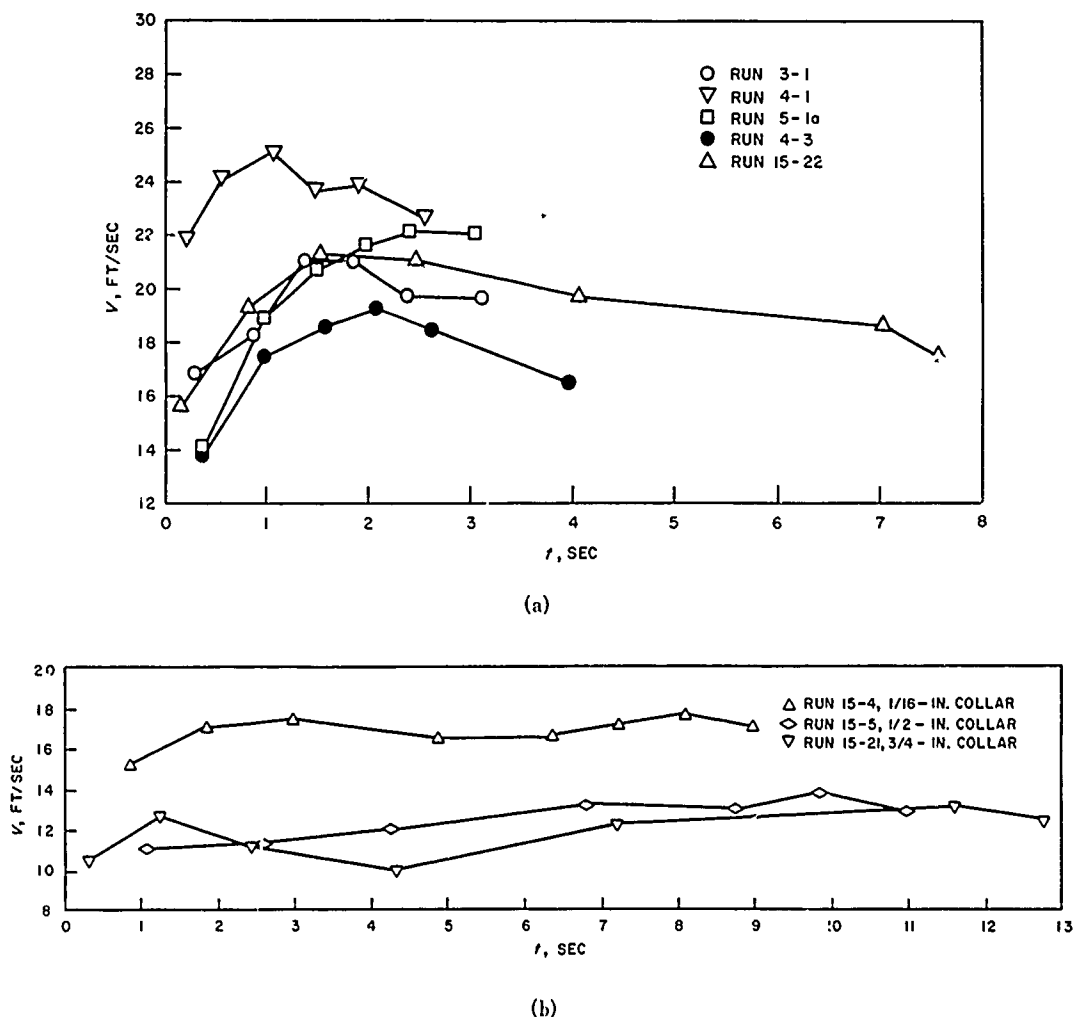 30
28
26
24
22
20
18
16
14
12
V, FT/SEC
RUN 3-1
RUN 4-1
RUN 5-1a
RUN 4-3
RUN 15-22
0 1 2 3 4 5 6 7 8
t, SEC
(a)
20
18
16
14
12
10
8
V, FT/SEC
RUN 15-4, 1/16-IN. COLLAR
RUN 15-5, 1/2-IN. COLLAR
RUN 15-21, 3/4-IN. COLLAR
0 1 2 3 4 5 6 7 8 9 10 11 12 13
t, SEC
(b)